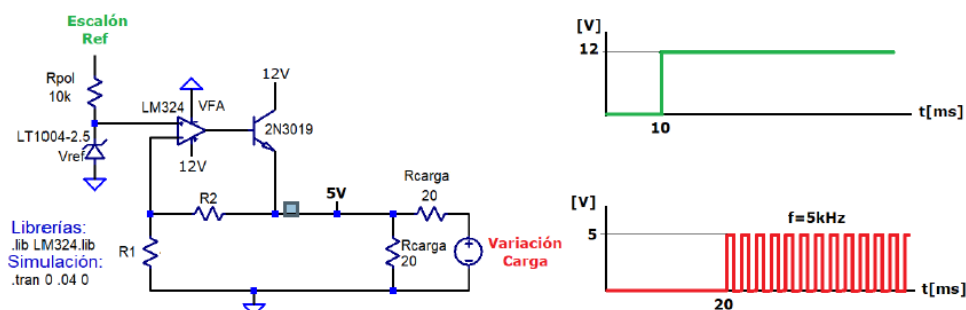 Escalón
Ref
Rpol
10k
LM324
VFA
12V
2N3019
LT1004-2.5
Vref
12V
R2
5V
Rcarga
20
R1
Rcarga
20
Variación
Carga
Librerías:
.lib LM324.lib
Simulación:
.tran 0 .04 0
[V]
12
10
t[ms]
[V]
5
f=5kHz
20
t[ms]